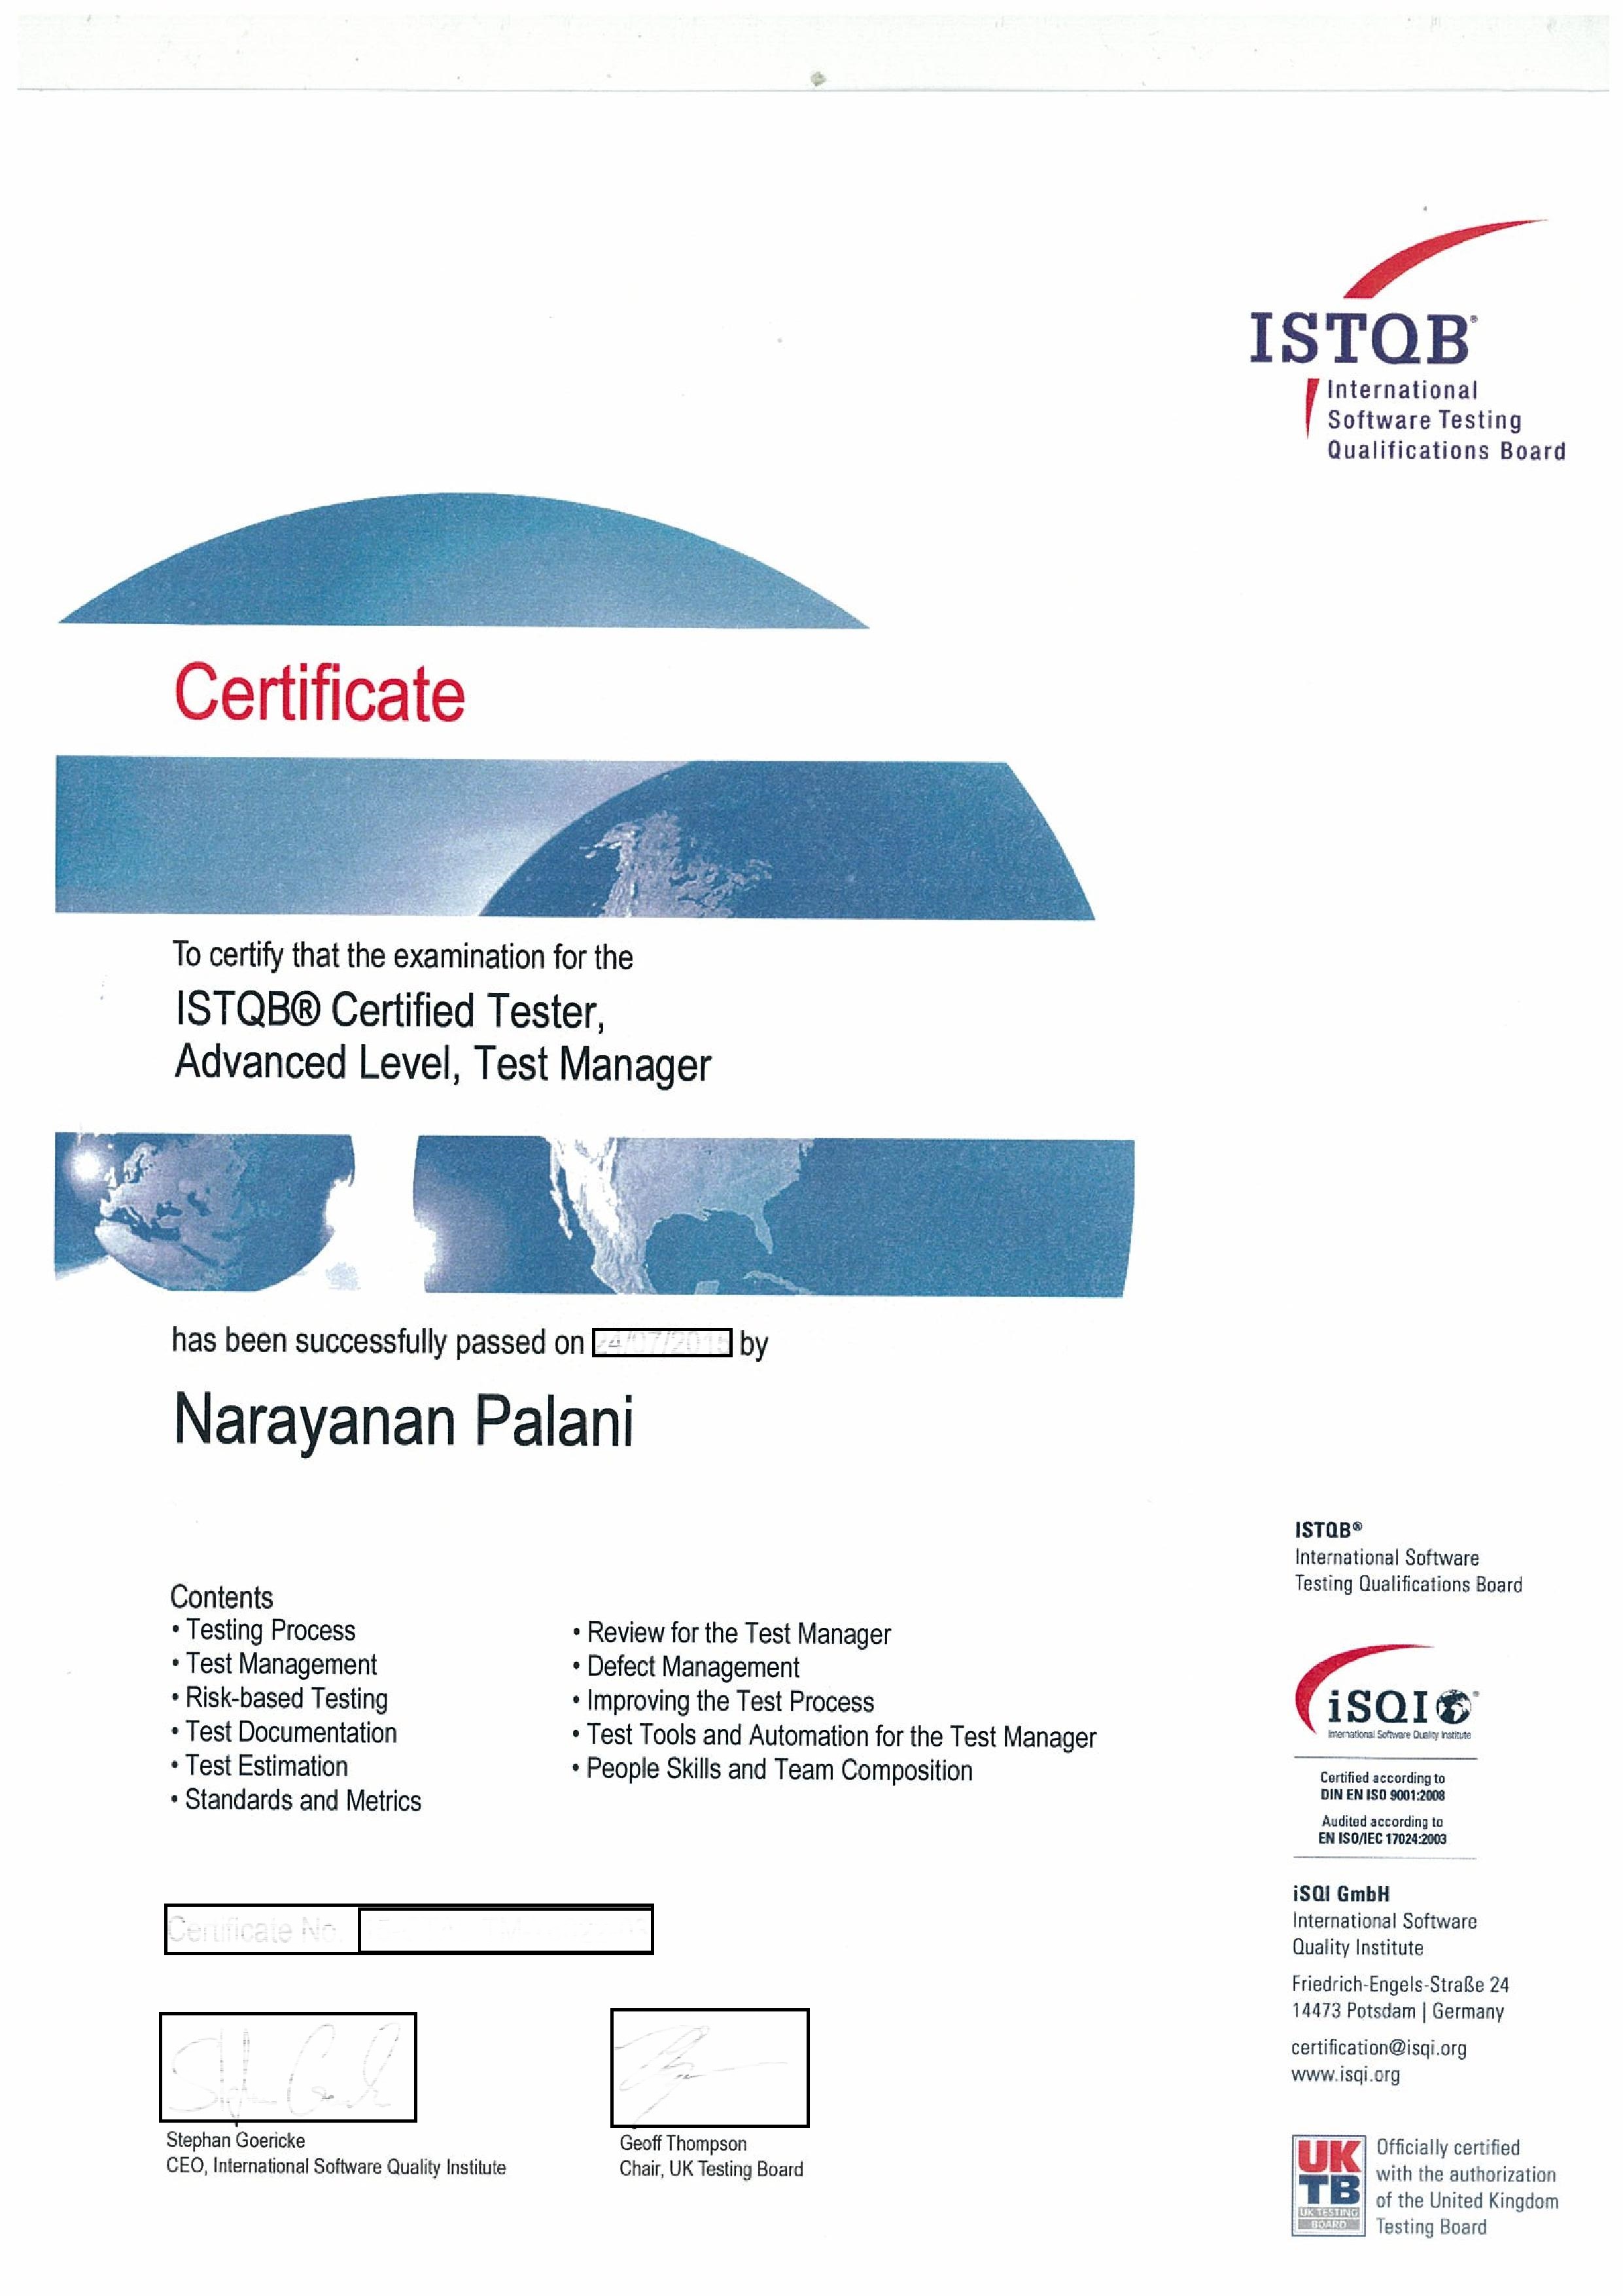 ISTQB®
International
Software Testing
Qualifications Board
Certificate
To certify that the examination for the
ISTQB® Certified Tester,
Advanced Level, Test Manager
has been successfully passed on by
Narayanan Palani
Contents
• Testing Process
• Test Management
• Risk-based Testing
• Test Documentation
• Test Estimation
• Standards and Metrics
• Review for the Test Manager
• Defect Management
• Improving the Test Process
• Test Tools and Automation for the Test Manager
• People Skills and Team Composition
Certificate No.
Stephan Goericke
CEO, International Software Quality Institute
Geoff Thompson
Chair, UK Testing Board
ISTQB®
International Software
Testing Qualifications Board
iSQI®
International Software Quality Institute
Certified according to
DIN EN ISO 9001:2008
Audited according to
EN ISO/IEC 17024:2003
iSQI GmbH
International Software
Quality Institute
Friedrich-Engels-Straße 24
14473 Potsdam | Germany
certification@isqi.org
www.isqi.org
UK
TB
UK TESTING
BOARD
Officially certified
with the authorization
of the United Kingdom
Testing Board